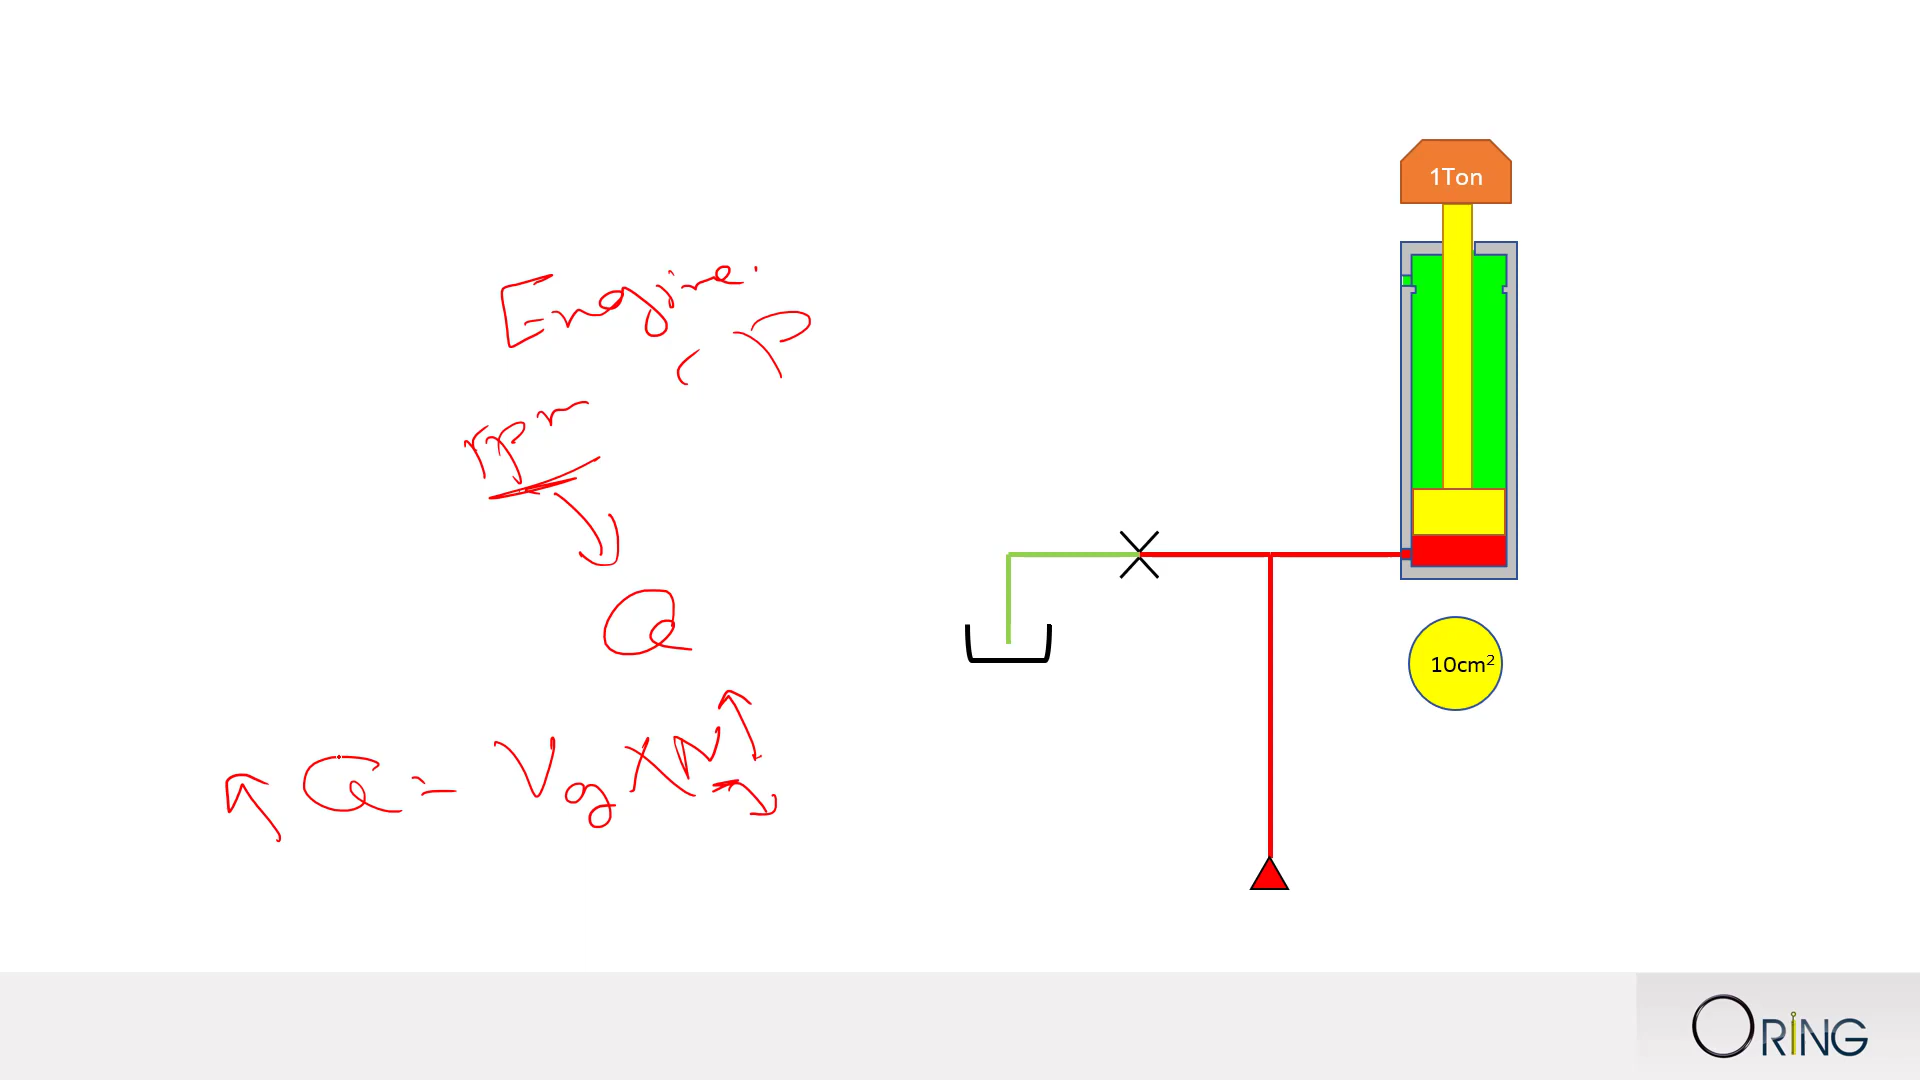 Engine.
rpm
Q
Q = Vg X N
1Ton
10cm²
ORING